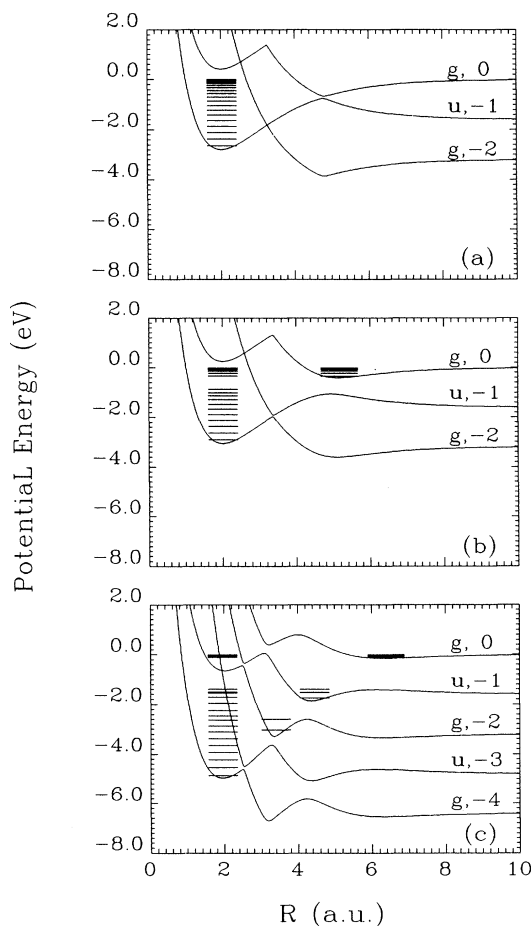 2.0
0.0
-2.0
-4.0
-6.0
-8.0
g, 0
u,-1
g,-2
(a)
2.0
0.0
-2.0
-4.0
-6.0
-8.0
g, 0
u,-1
g,-2
(b)
2.0
0.0
-2.0
-4.0
-6.0
-8.0
g, 0
u,-1
g,-2
u,-3
g,-4
(c)
0 2 4 6 8 10
R (a.u.)
Potential Energy (eV)